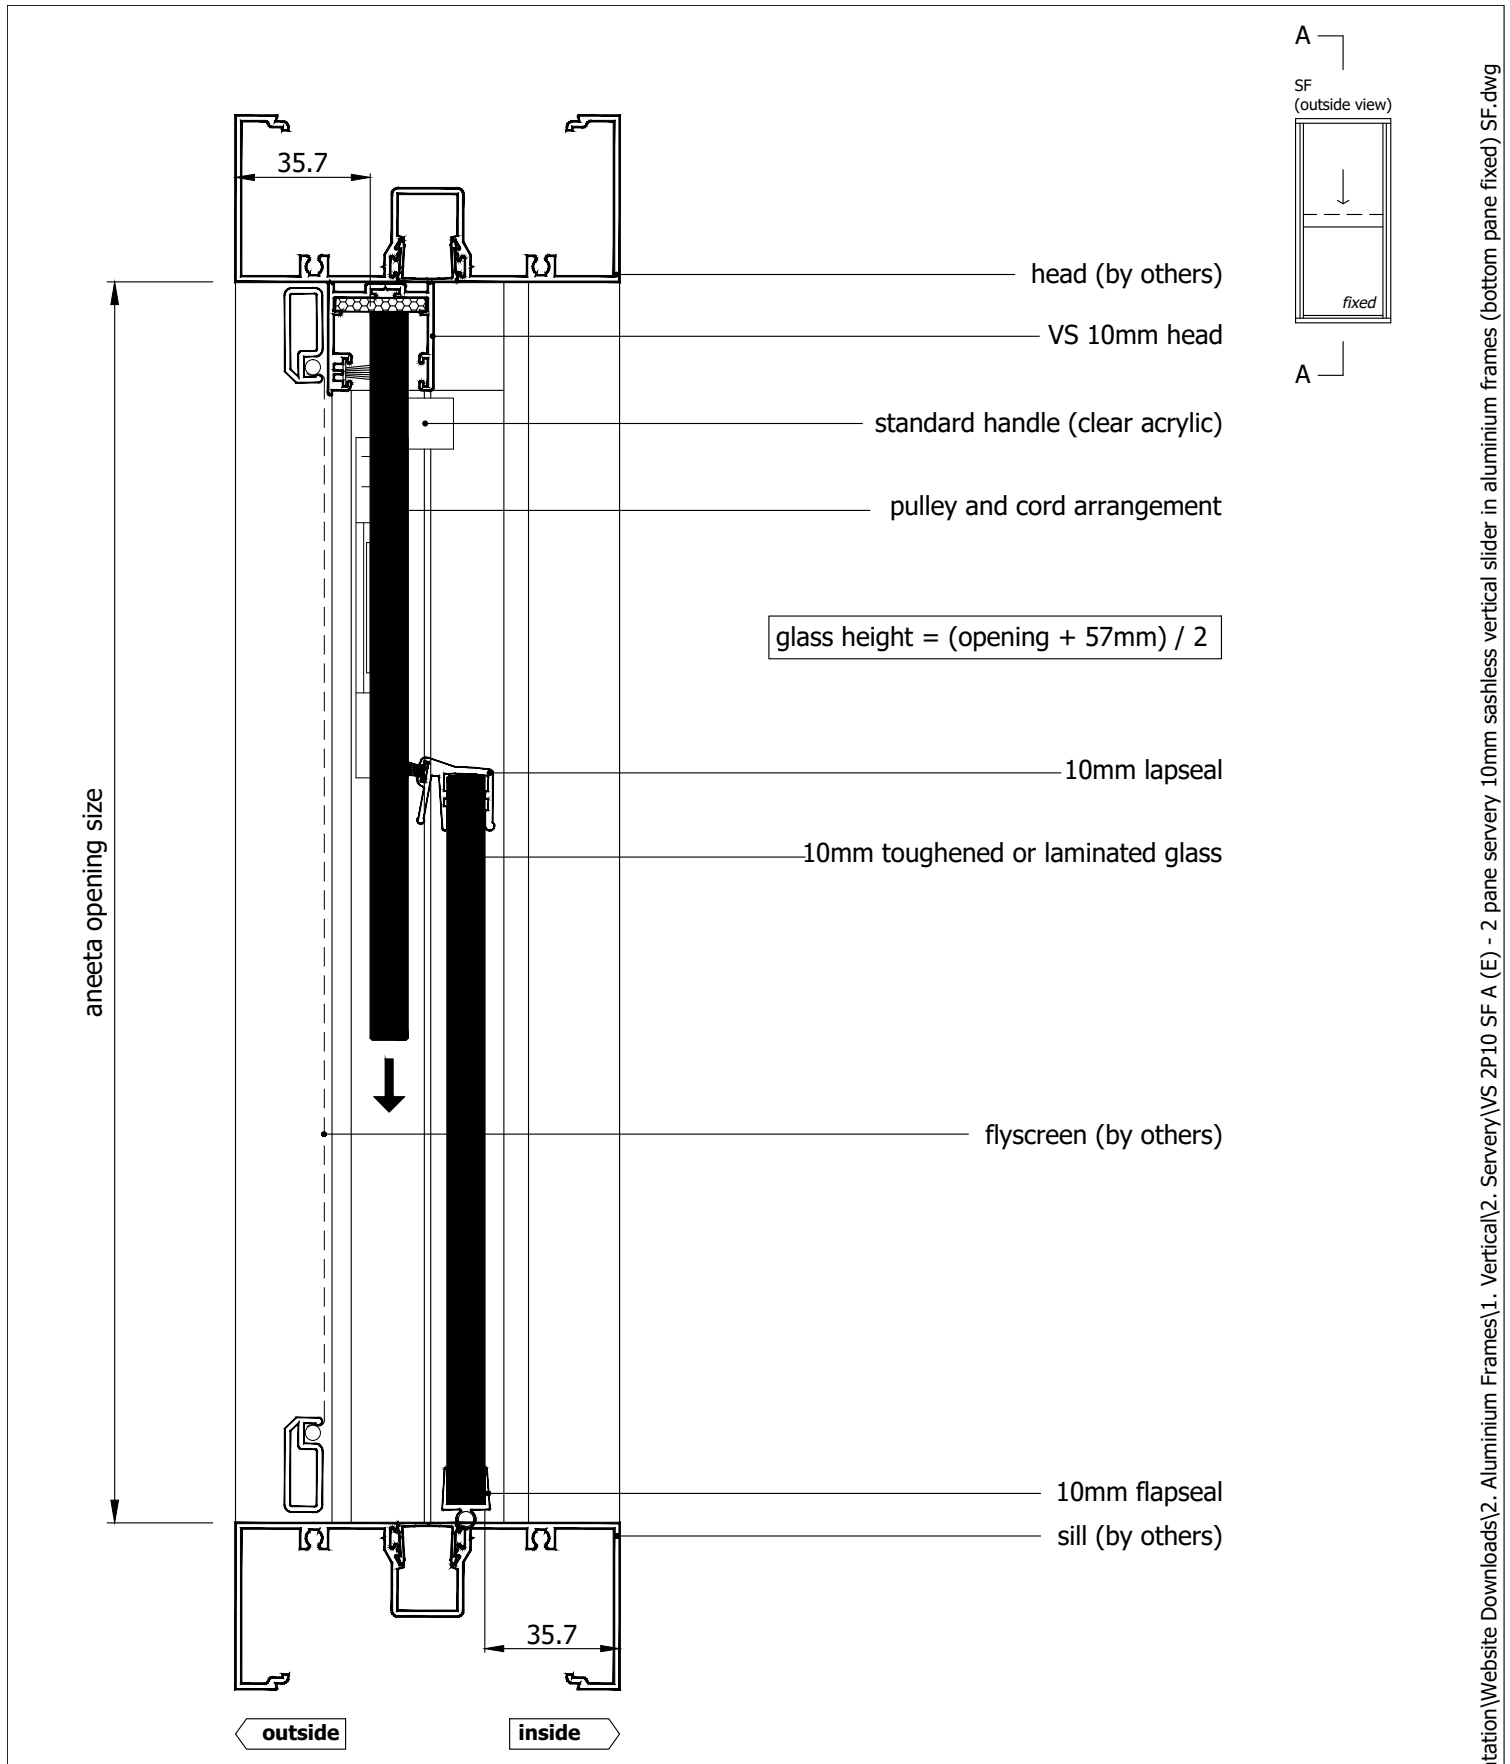 A
SF
(outside view)
fixed
A
35.7
head (by others)
VS 10mm head
standard handle (clear acrylic)
pulley and cord arrangement
glass height = (opening + 57mm) / 2
10mm lapseal
10mm toughened or laminated glass
aneeta opening size
flyscreen (by others)
10mm flapseal
sill (by others)
35.7
outside
inside
tation\Website Downloads\2. Aluminium Frames\1. Vertical\2. Servery\VS 2P10 SF A (E) - 2 pane servery 10mm sashless vertical slider in aluminium frames (bottom pane fixed) SF.dwg